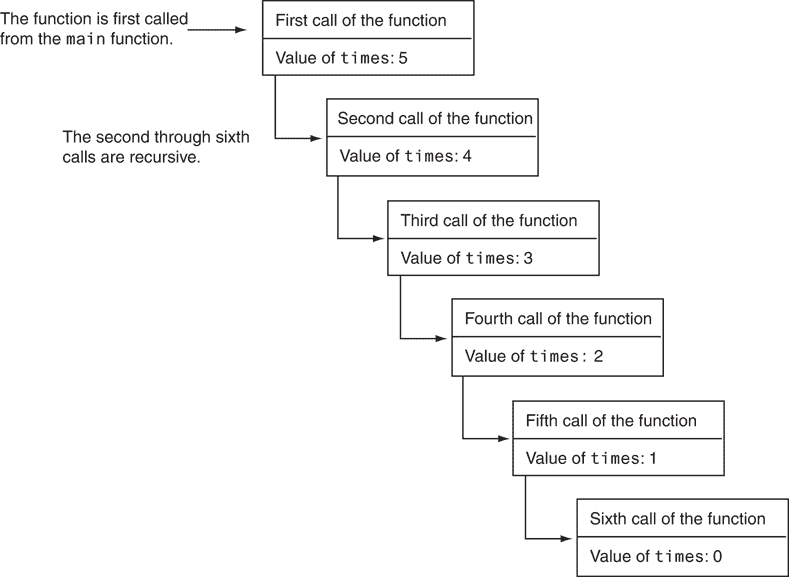 The function is first called
from the main function.
First call of the function
Value of times: 5
The second through sixth
calls are recursive.
Second call of the function
Value of times: 4
Third call of the function
Value of times: 3
Fourth call of the function
Value of times: 2
Fifth call of the function
Value of times: 1
Sixth call of the function
Value of times: 0